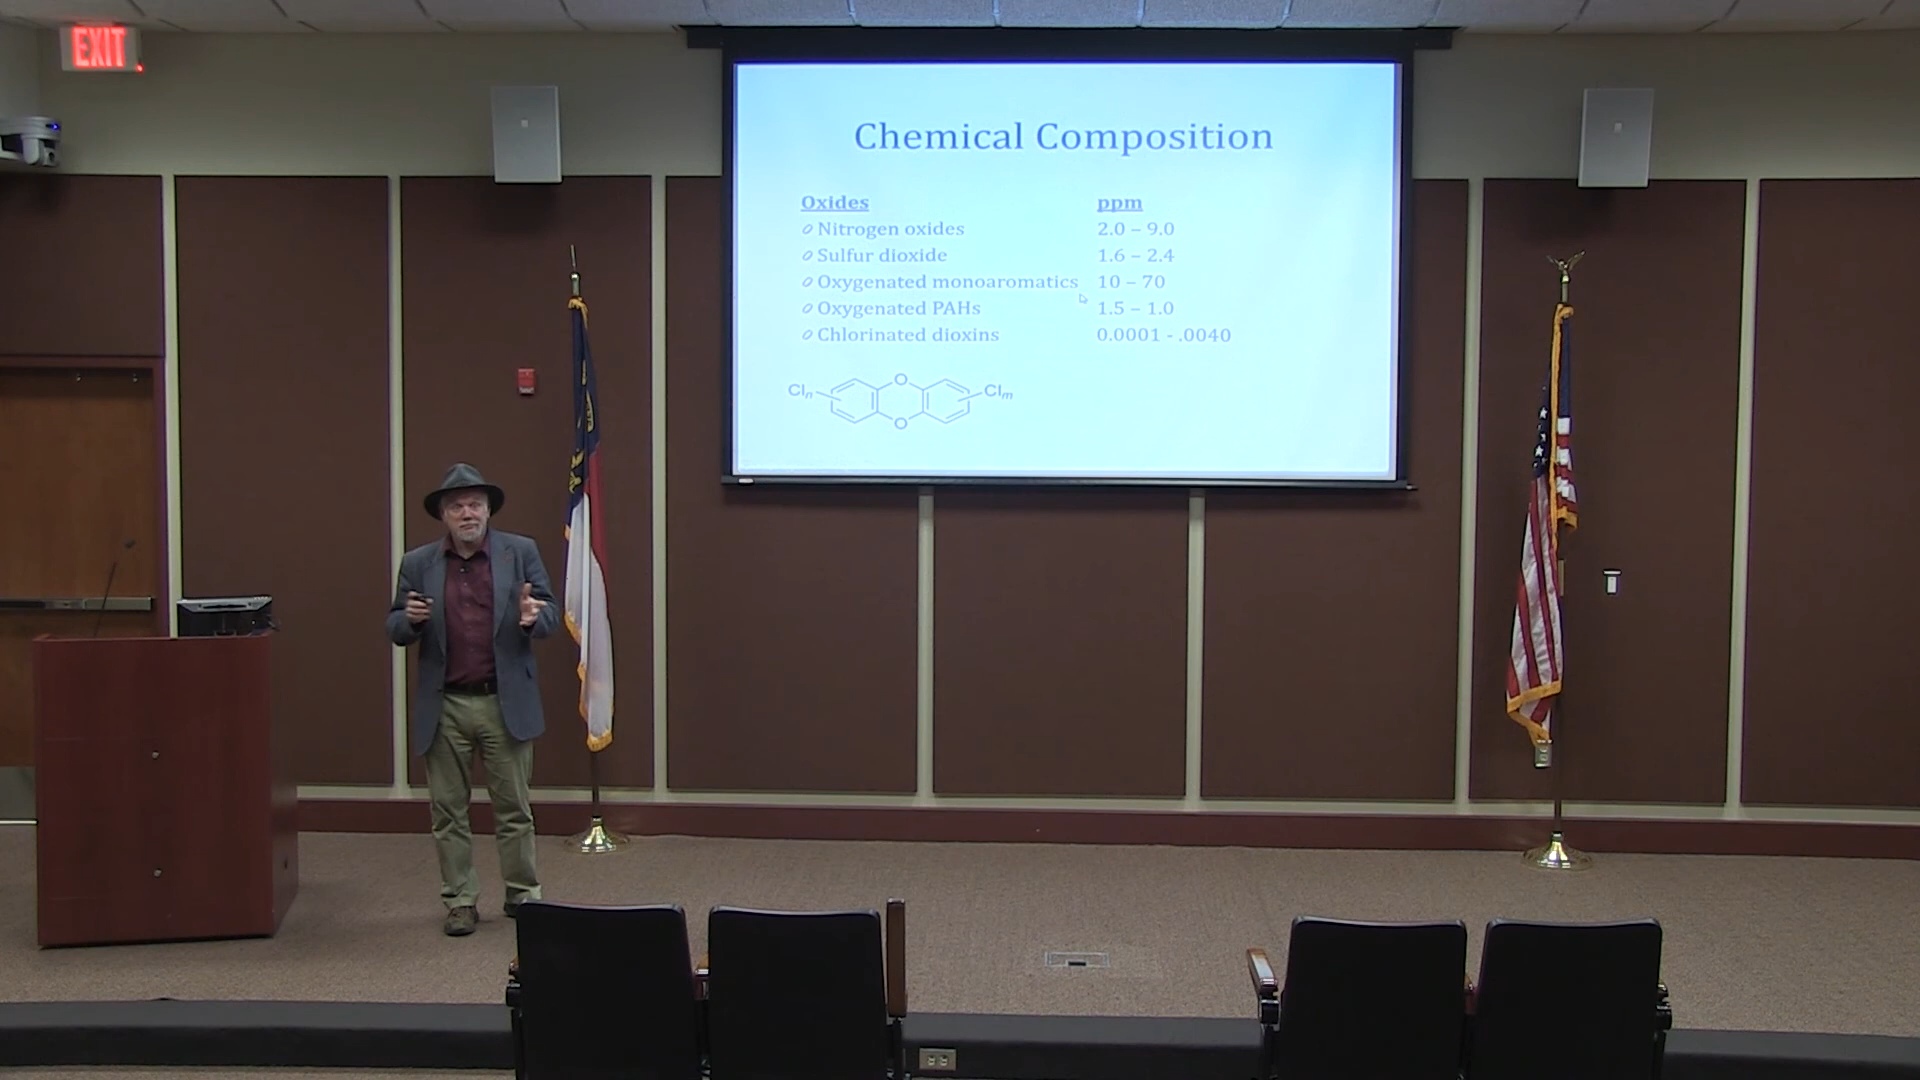 EXIT
Chemical Composition
Oxides ppm
Nitrogen oxides 2.0 – 9.0
Sulfur dioxide 1.6 – 2.4
Oxygenated monoaromatics 10 – 70
Oxygenated PAHs 1.5 – 1.0
Chlorinated dioxins 0.0001 - .0040
O
Cln Clm
O